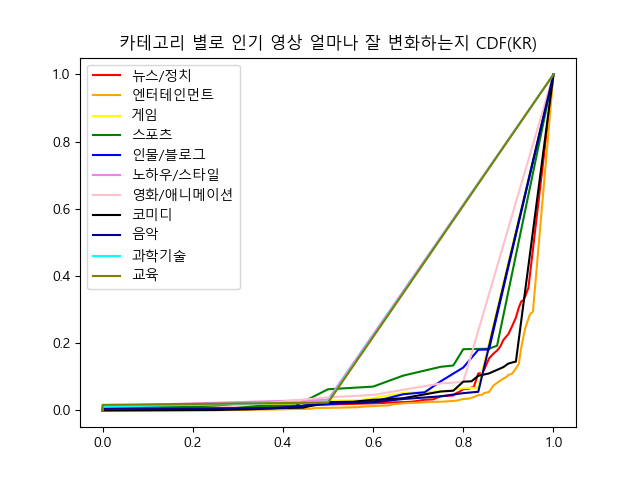 카테고리 별로 인기 영상 얼마나 잘 변화하는지 CDF(KR)
1.0
0.8
0.6
0.4
0.2
0.0
뉴스/정치
엔터테인먼트
게임
스포츠
인물/블로그
노하우/스타일
영화/애니메이션
코미디
음악
과학기술
교육
0.0 0.2 0.4 0.6 0.8 1.0